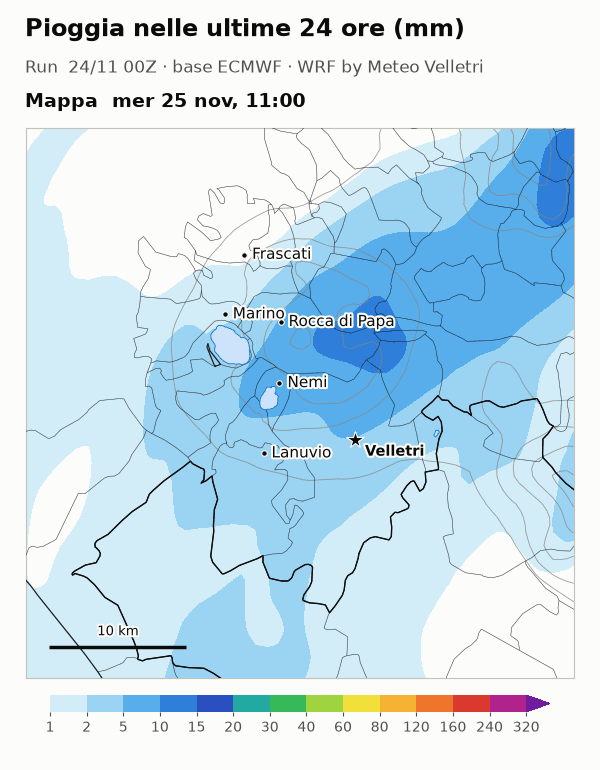 Pioggia nelle ultime 24 ore (mm)
Run  24/11 00Z · base ECMWF · WRF by Meteo Velletri
Mappa  mer 25 nov, 11:00
Frascati
Marino
Rocca di Papa
Nemi
Velletri
Lanuvio
10 km
1 2 5 10 15 20 30 40 60 80 120 160 240 320